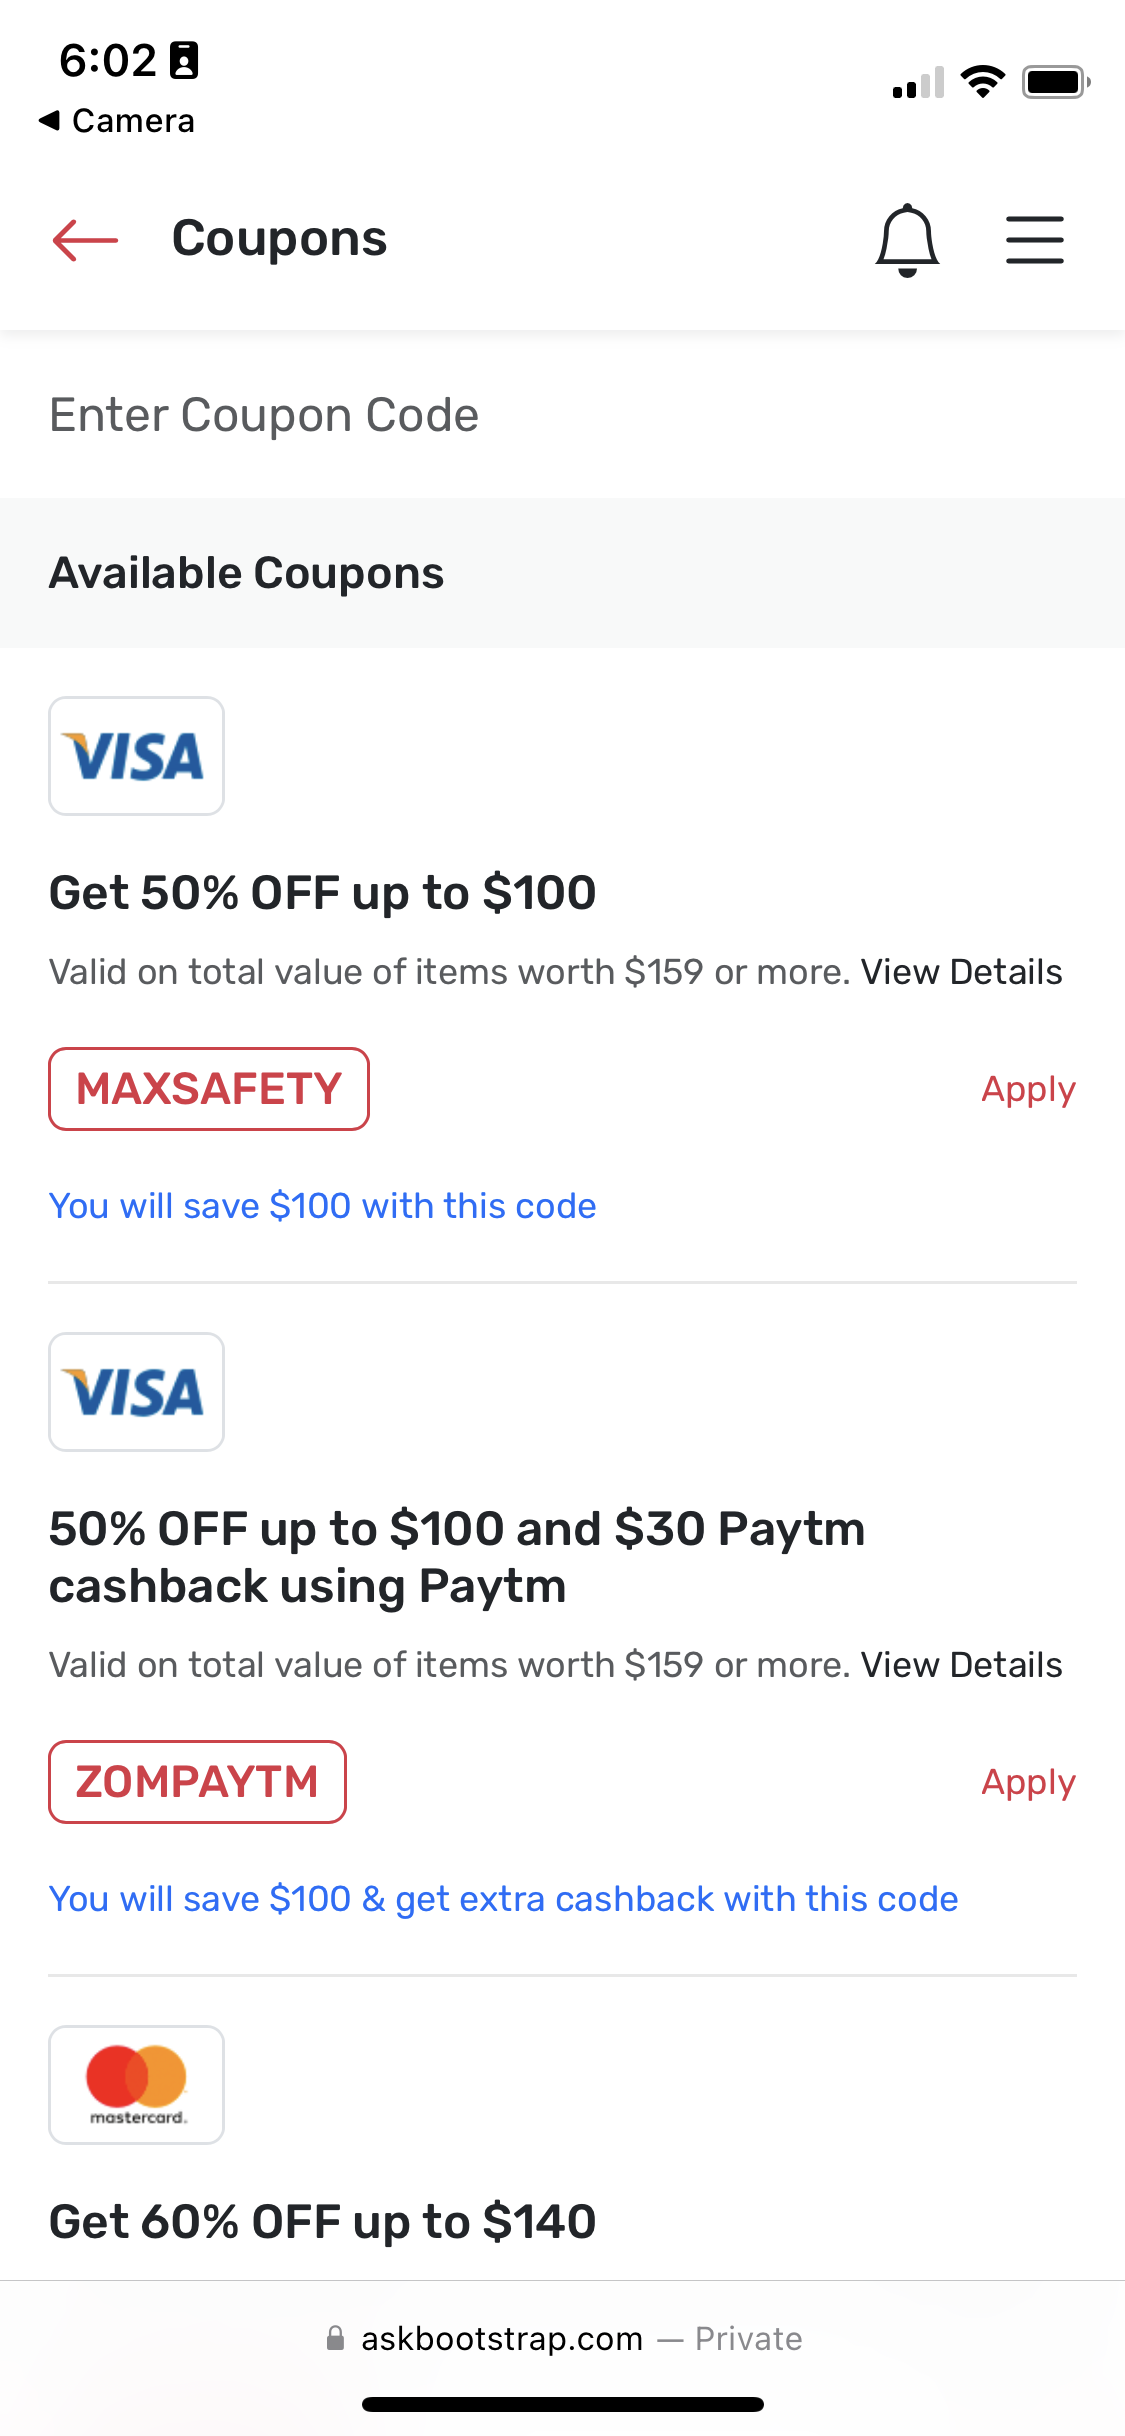 6:02
Camera
Coupons
Enter Coupon Code
Available Coupons
VISA
Get 50% OFF up to $100
Valid on total value of items worth $159 or more. View Details
MAXSAFETY
Apply
You will save $100 with this code
VISA
50% OFF up to $100 and $30 Paytm
cashback using Paytm
Valid on total value of items worth $159 or more. View Details
ZOMPAYTM
Apply
You will save $100 & get extra cashback with this code
mastercard.
Get 60% OFF up to $140
askbootstrap.com — Private